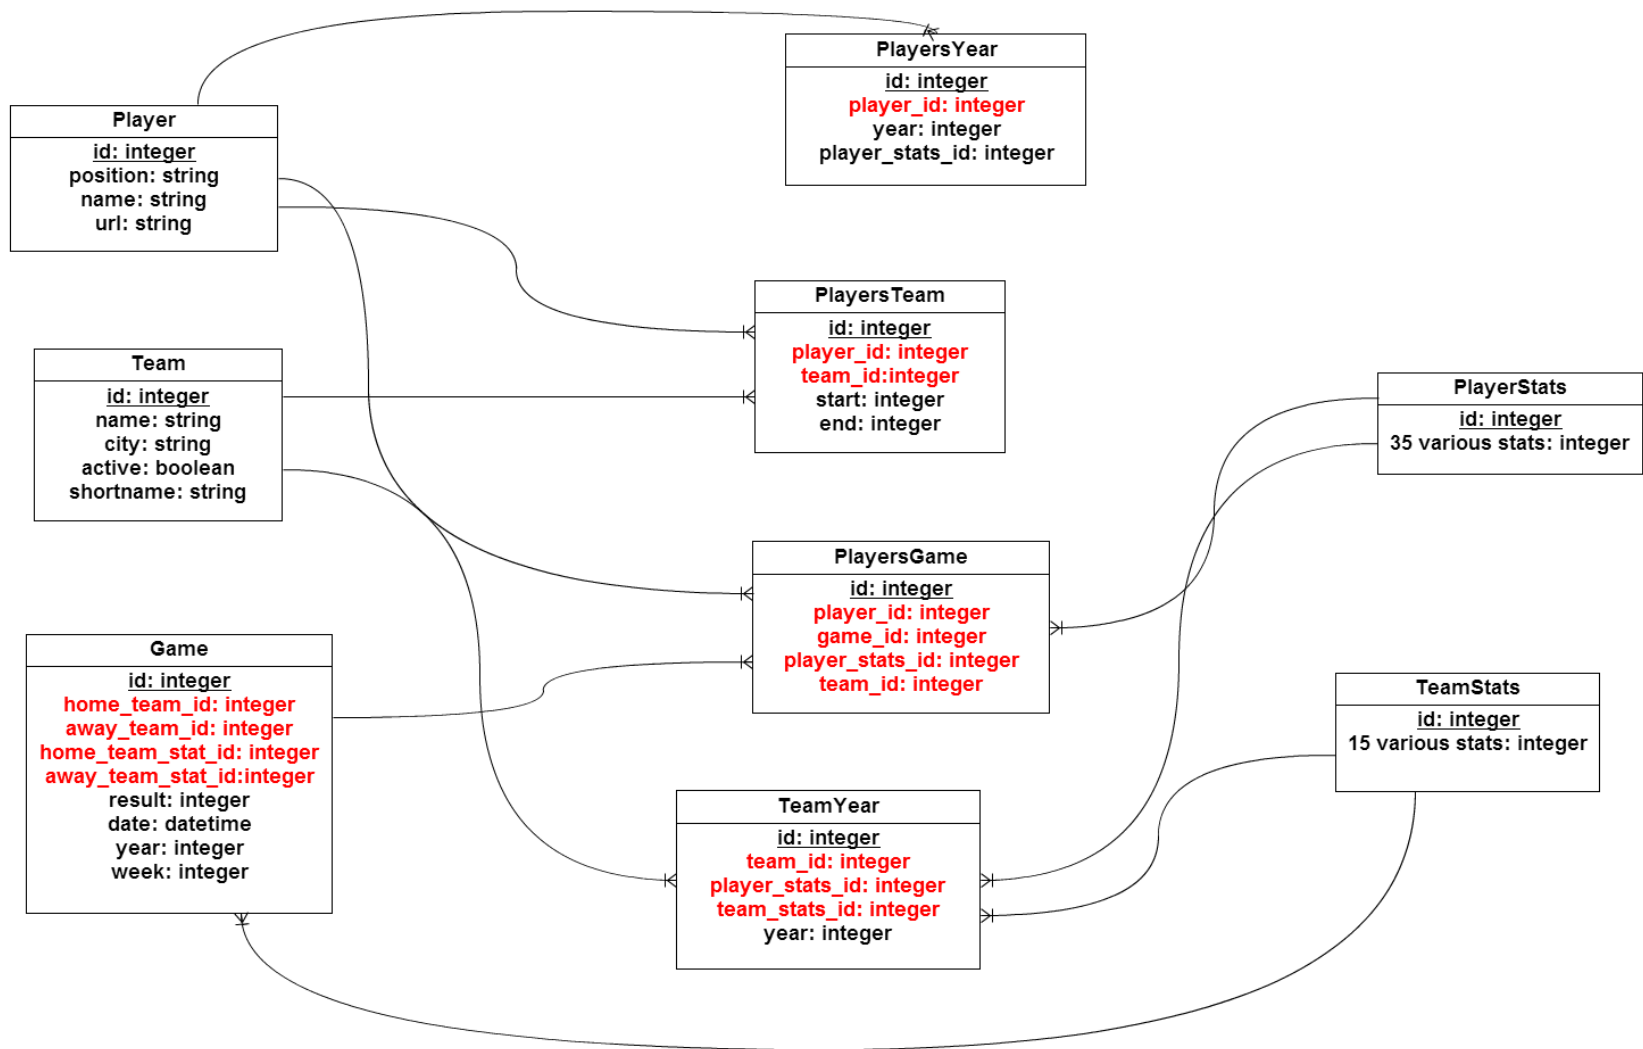 PlayersYear
id: integer
player_id: integer
year: integer
player_stats_id: integer
Player
id: integer
position: string
name: string
url: string
PlayersTeam
id: integer
player_id: integer
team_id:integer
start: integer
end: integer
Team
id: integer
name: string
city: string
active: boolean
shortname: string
PlayerStats
id: integer
35 various stats: integer
PlayersGame
id: integer
player_id: integer
game_id: integer
player_stats_id: integer
team_id: integer
Game
id: integer
home_team_id: integer
away_team_id: integer
home_team_stat_id: integer
away_team_stat_id:integer
result: integer
date: datetime
year: integer
week: integer
TeamStats
id: integer
15 various stats: integer
TeamYear
id: integer
team_id: integer
player_stats_id: integer
team_stats_id: integer
year: integer